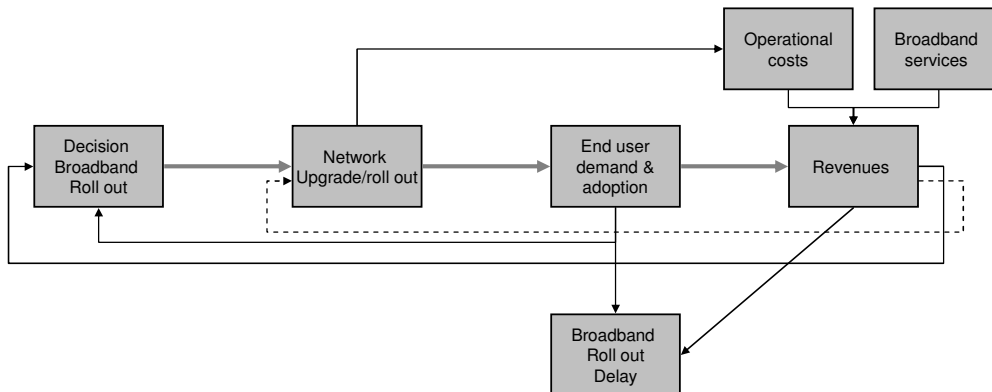 Operational
costs
Broadband
services
Decision
Broadband
Roll out
Network
Upgrade/roll out
End user
demand &
adoption
Revenues
Broadband
Roll out
Delay